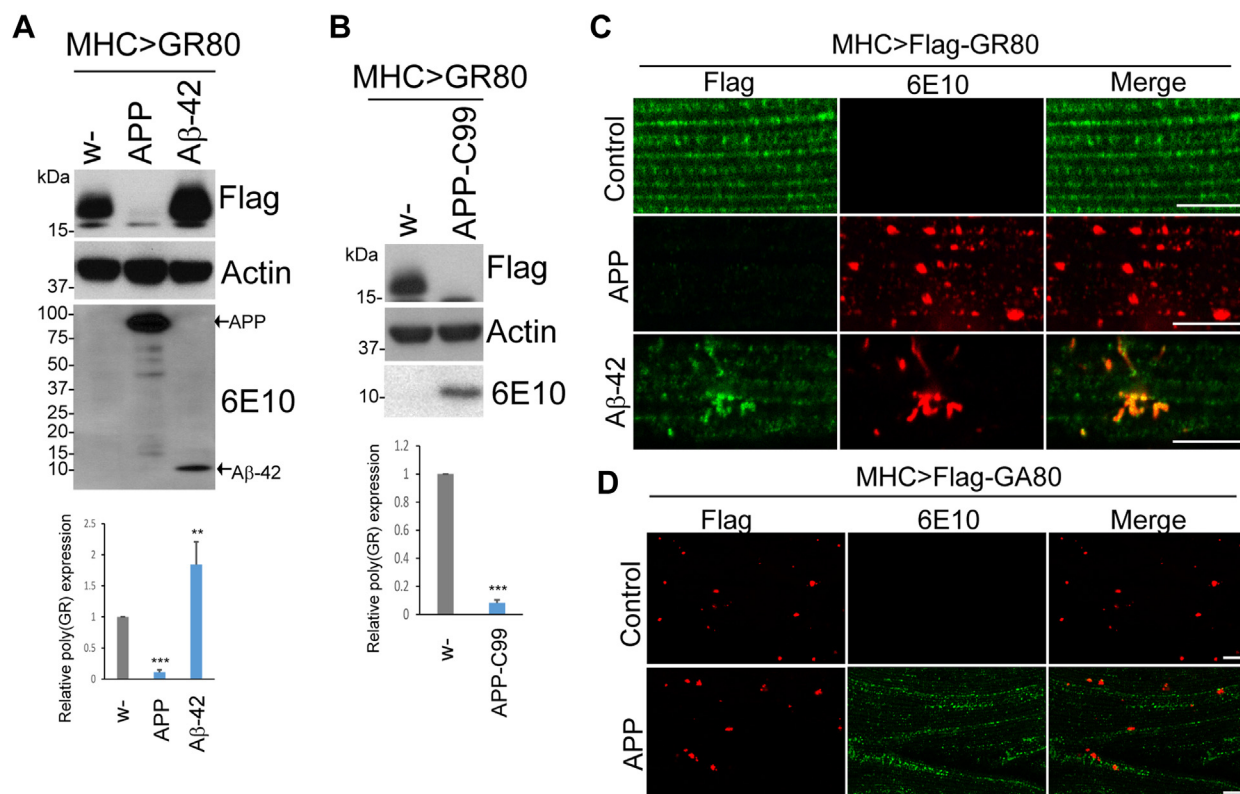 A
MHC>GR80
w-
APP
Aβ-42
kDa
Flag
15-
Actin
37-
100
75
50
37
25
20
15
10
←APP
6E10
←Aβ-42
Relative poly(GR) expression
2.5
2
1.5
1
0.5
0
***
**
w-
APP
Aβ-42
B
MHC>GR80
w-
APP-C99
kDa
Flag
15-
Actin
37-
10-
6E10
Relative poly(GR) expression
1.2
1
0.8
0.6
0.4
0.2
0
***
w-
APP-C99
C
MHC>Flag-GR80
Flag 6E10 Merge
Control
APP
Aβ-42
D
MHC>Flag-GA80
Flag 6E10 Merge
Control
APP